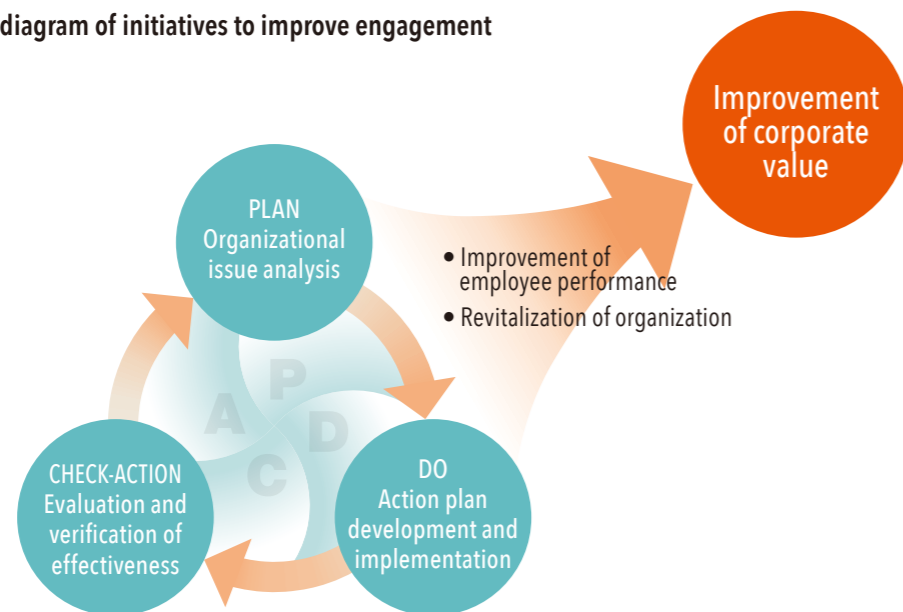 diagram of initiatives to improve engagement
Improvement
of corporate
value
PLAN
Organizational
issue analysis
• Improvement of
employee performance
• Revitalization of organization
P
A
D
C
CHECK-ACTION
Evaluation and
verification of
effectiveness
DO
Action plan
development and
implementation